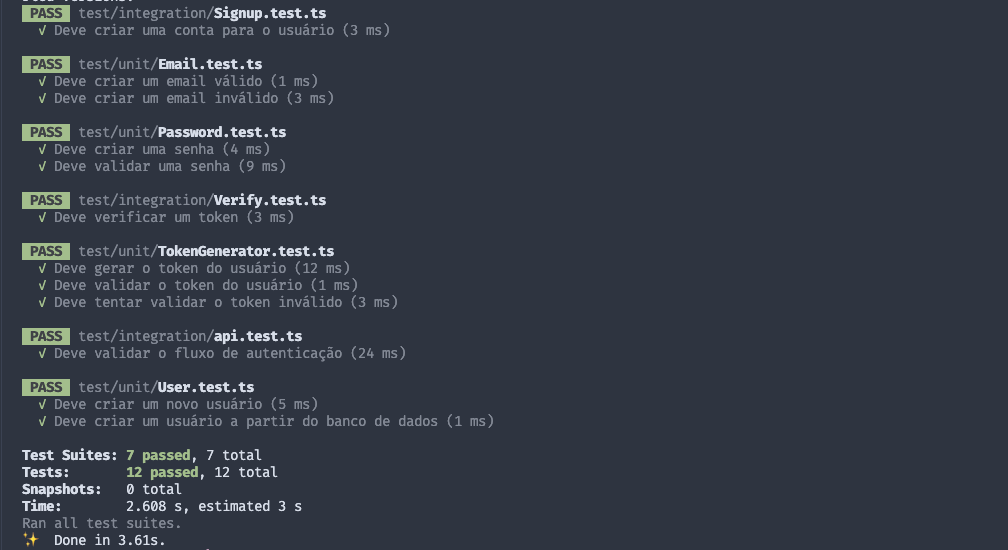 PASS test/integration/Signup.test.ts
√ Deve criar uma conta para o usuário (3 ms)
PASS test/unit/Email.test.ts
√ Deve criar um email válido (1 ms)
√ Deve criar um email inválido (3 ms)
PASS test/unit/Password.test.ts
√ Deve criar uma senha (4 ms)
√ Deve validar uma senha (9 ms)
PASS test/integration/Verify.test.ts
√ Deve verificar um token (3 ms)
PASS test/unit/TokenGenerator.test.ts
√ Deve gerar o token do usuário (12 ms)
√ Deve validar o token do usuário (1 ms)
√ Deve tentar validar o token inválido (3 ms)
PASS test/integration/api.test.ts
√ Deve validar o fluxo de autenticação (24 ms)
PASS test/unit/User.test.ts
√ Deve criar um novo usuário (5 ms)
√ Deve criar um usuário a partir do banco de dados (1 ms)
Test Suites: 7 passed, 7 total
Tests: 12 passed, 12 total
Snapshots: 0 total
Time: 2.608 s, estimated 3 s
Ran all test suites.
✨ Done in 3.61s.